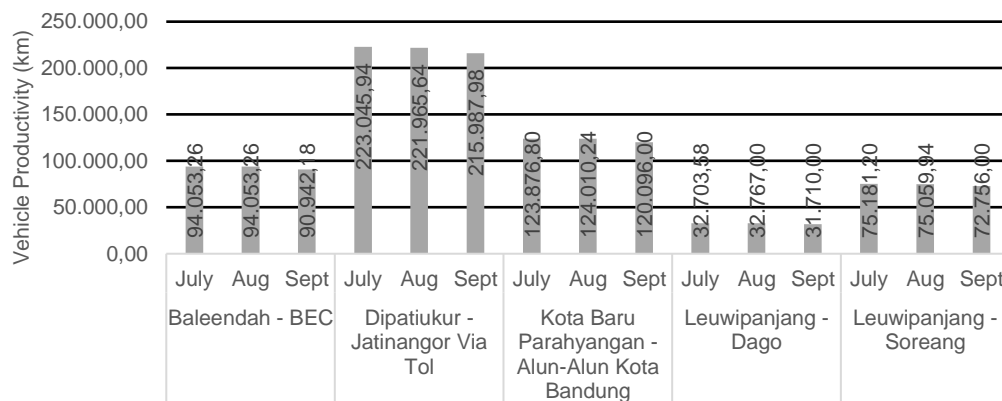 Vehicle Productivity (km)
250.000,00
200.000,00
150.000,00
100.000,00
50.000,00
0,00
94.053,26
94.053,26
90.942,18
223.045,94
221.965,64
215.987,98
123.876,80
124.010,24
120.096,00
32.703,58
32.767,00
31.710,00
75.181,20
75.059,94
72.756,00
July Aug Sept July Aug Sept July Aug Sept July Aug Sept July Aug Sept
Baleendah - BEC
Dipatiukur -
Jatinangor Via
Tol
Kota Baru
Parahyangan -
Alun-Alun Kota
Bandung
Leuwipanjang -
Dago
Leuwipanjang -
Soreang